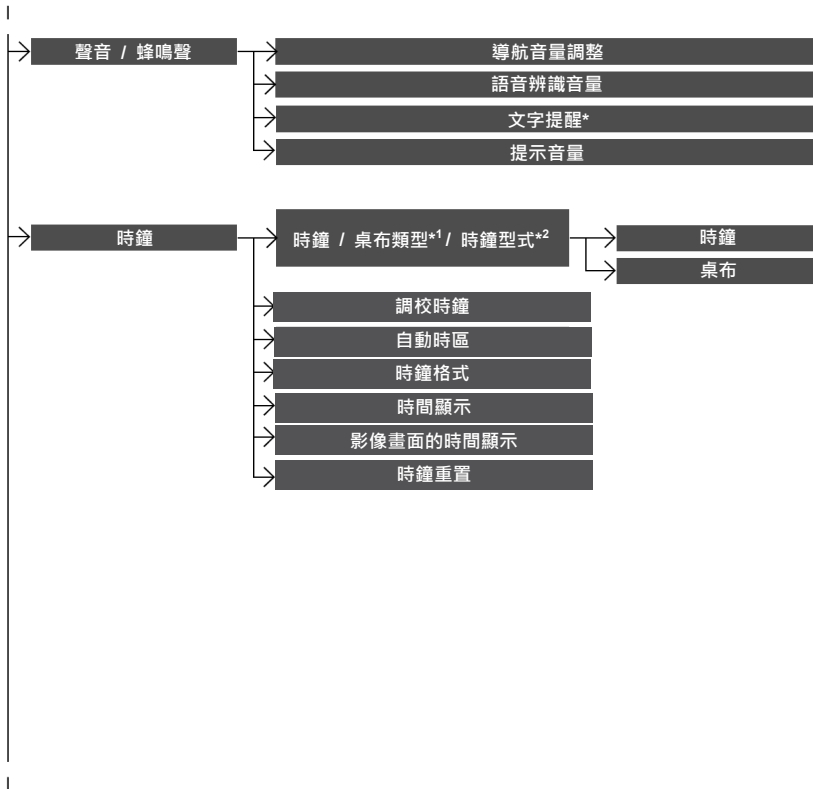 聲音 / 蜂鳴聲
導航音量調整
語音辨識音量
文字提醒*
提示音量
時鐘
時鐘 / 桌布類型*1 / 時鐘型式*2
時鐘
桌布
調校時鐘
自動時區
時鐘格式
時間顯示
影像畫面的時間顯示
時鐘重置